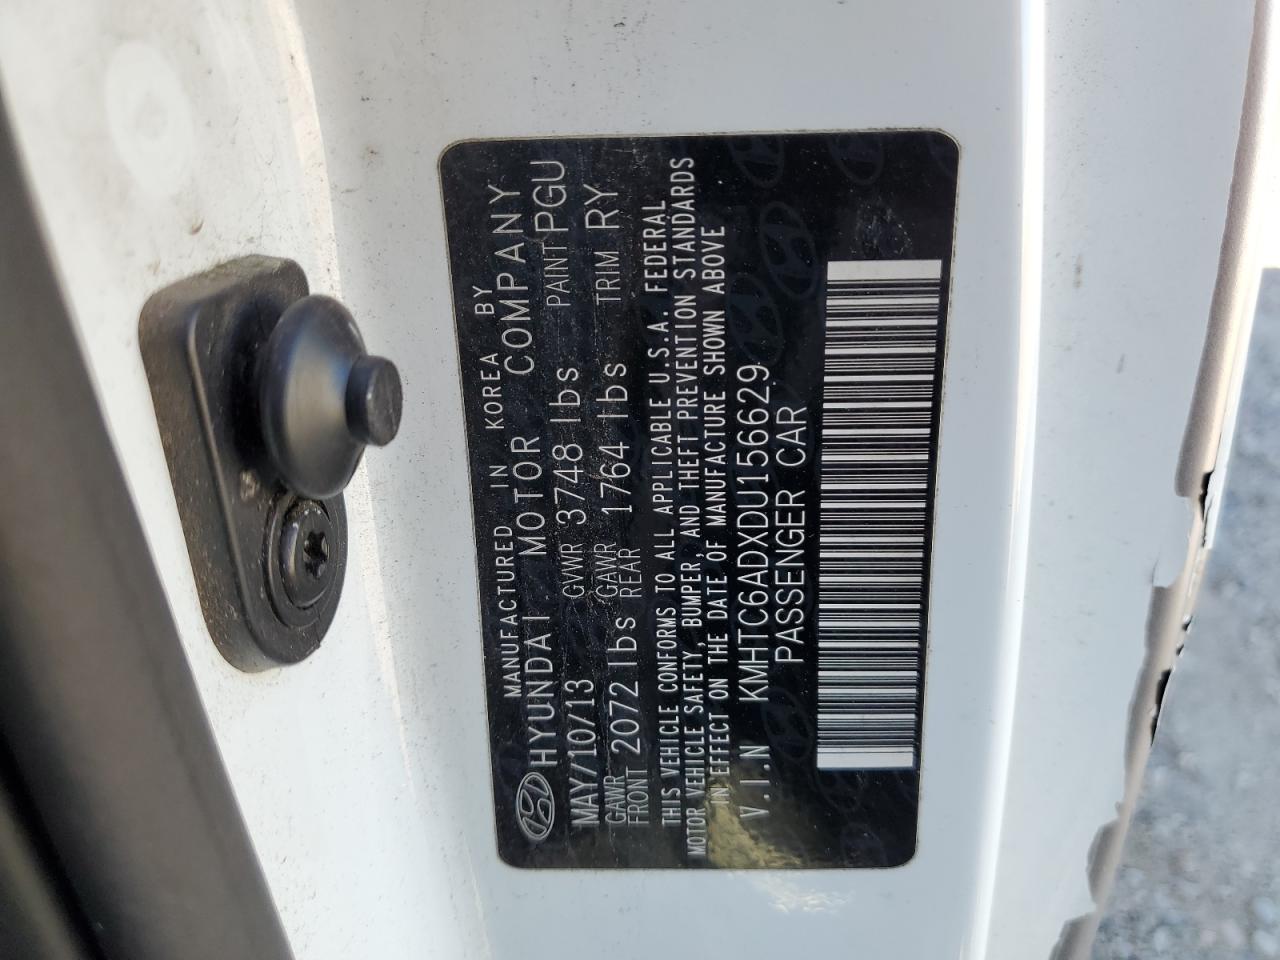 MANUFACTURED IN KOREA BY
HYUNDAI MOTOR COMPANY
MAY/10/13 GVWR 3748 lbs PAINT PGU
GAWR FRONT 2072 lbs GAWR REAR 1764 lbs TRIM RY
THIS VEHICLE CONFORMS TO ALL APPLICABLE U.S.A. FEDERAL
MOTOR VEHICLE SAFETY, BUMPER, AND THEFT PREVENTION STANDARDS
IN EFFECT ON THE DATE OF MANUFACTURE SHOWN ABOVE
V.I.N KMHTC6ADXDU156629
PASSENGER CAR